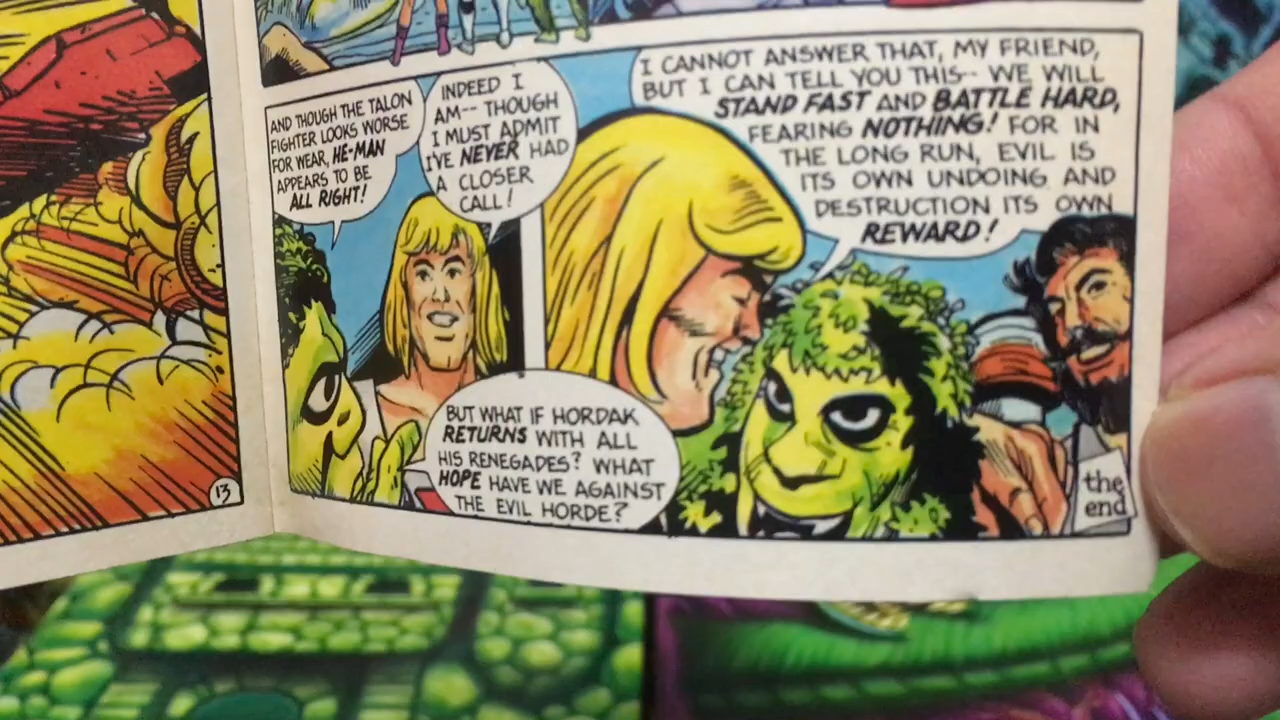 AND THOUGH THE TALON
FIGHTER LOOKS WORSE
FOR WEAR, HE-MAN
APPEARS TO BE
ALL RIGHT!
INDEED I
AM-- THOUGH
I MUST ADMIT
I'VE NEVER HAD
A CLOSER
CALL!
BUT WHAT IF HORDAK
RETURNS WITH ALL
HIS RENEGADES? WHAT
HOPE HAVE WE AGAINST
THE EVIL HORDE?
I CANNOT ANSWER THAT, MY FRIEND,
BUT I CAN TELL YOU THIS-- WE WILL
STAND FAST AND BATTLE HARD,
FEARING NOTHING! FOR IN
THE LONG RUN, EVIL IS
ITS OWN UNDOING AND
DESTRUCTION ITS OWN
REWARD!
the
end
13